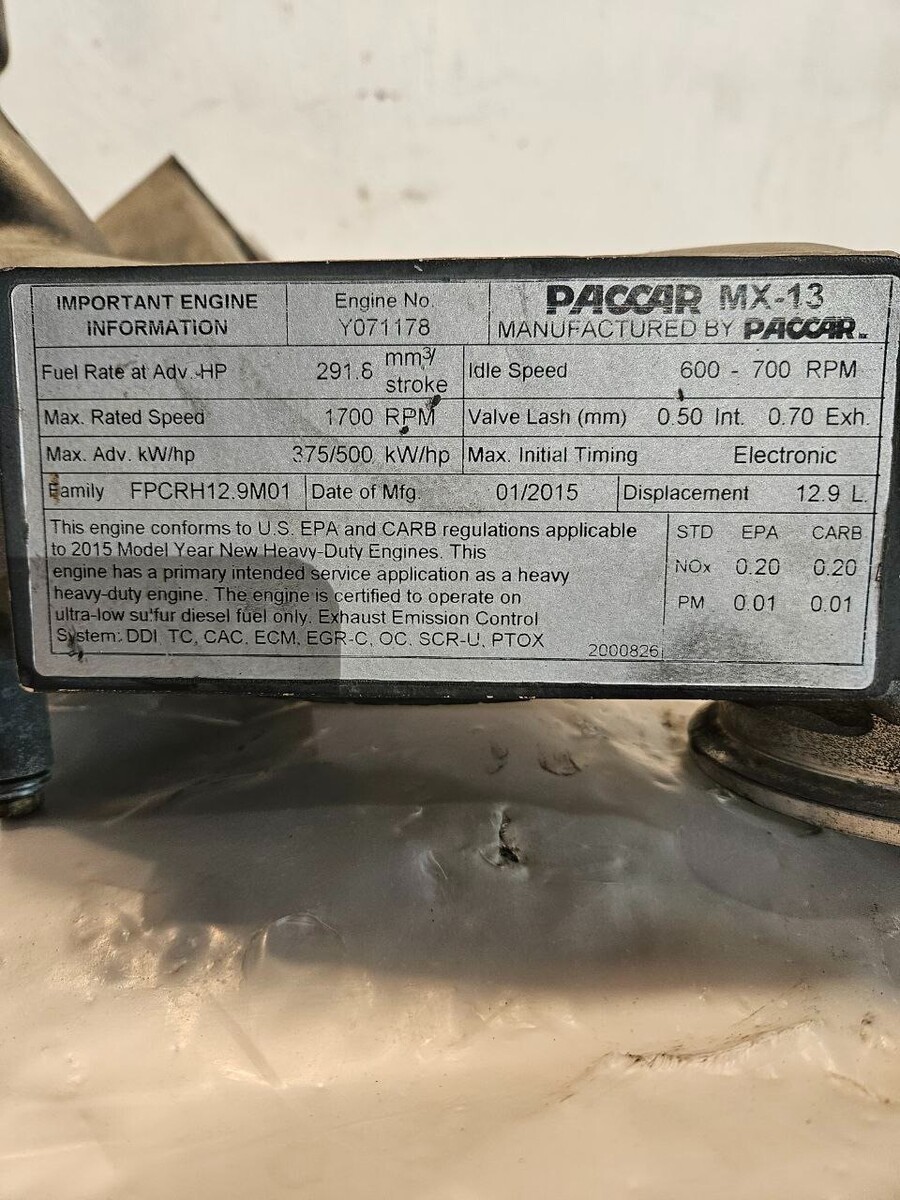 IMPORTANT ENGINE
INFORMATION
Engine No.
Y071178
PACCAR MX-13
MANUFACTURED BY PACCAR
Fuel Rate at Adv. HP 291.8 mm³/
stroke
Idle Speed 600 - 700 RPM
Max. Rated Speed 1700 RPM
Valve Lash (mm) 0.50 Int. 0.70 Exh.
Max. Adv. kW/hp 375/500 kW/hp
Max. Initial Timing Electronic
Family FPCRH12.9M01
Date of Mfg. 01/2015
Displacement 12.9 L.
This engine conforms to U.S. EPA and CARB regulations applicable
to 2015 Model Year New Heavy-Duty Engines. This
engine has a primary intended service application as a heavy
heavy-duty engine. The engine is certified to operate on
ultra-low sulfur diesel fuel only. Exhaust Emission Control
System: DDI, TC, CAC, ECM, EGR-C, OC, SCR-U, PTOX
2000826
STD EPA CARB
NOx 0.20 0.20
PM 0.01 0.01